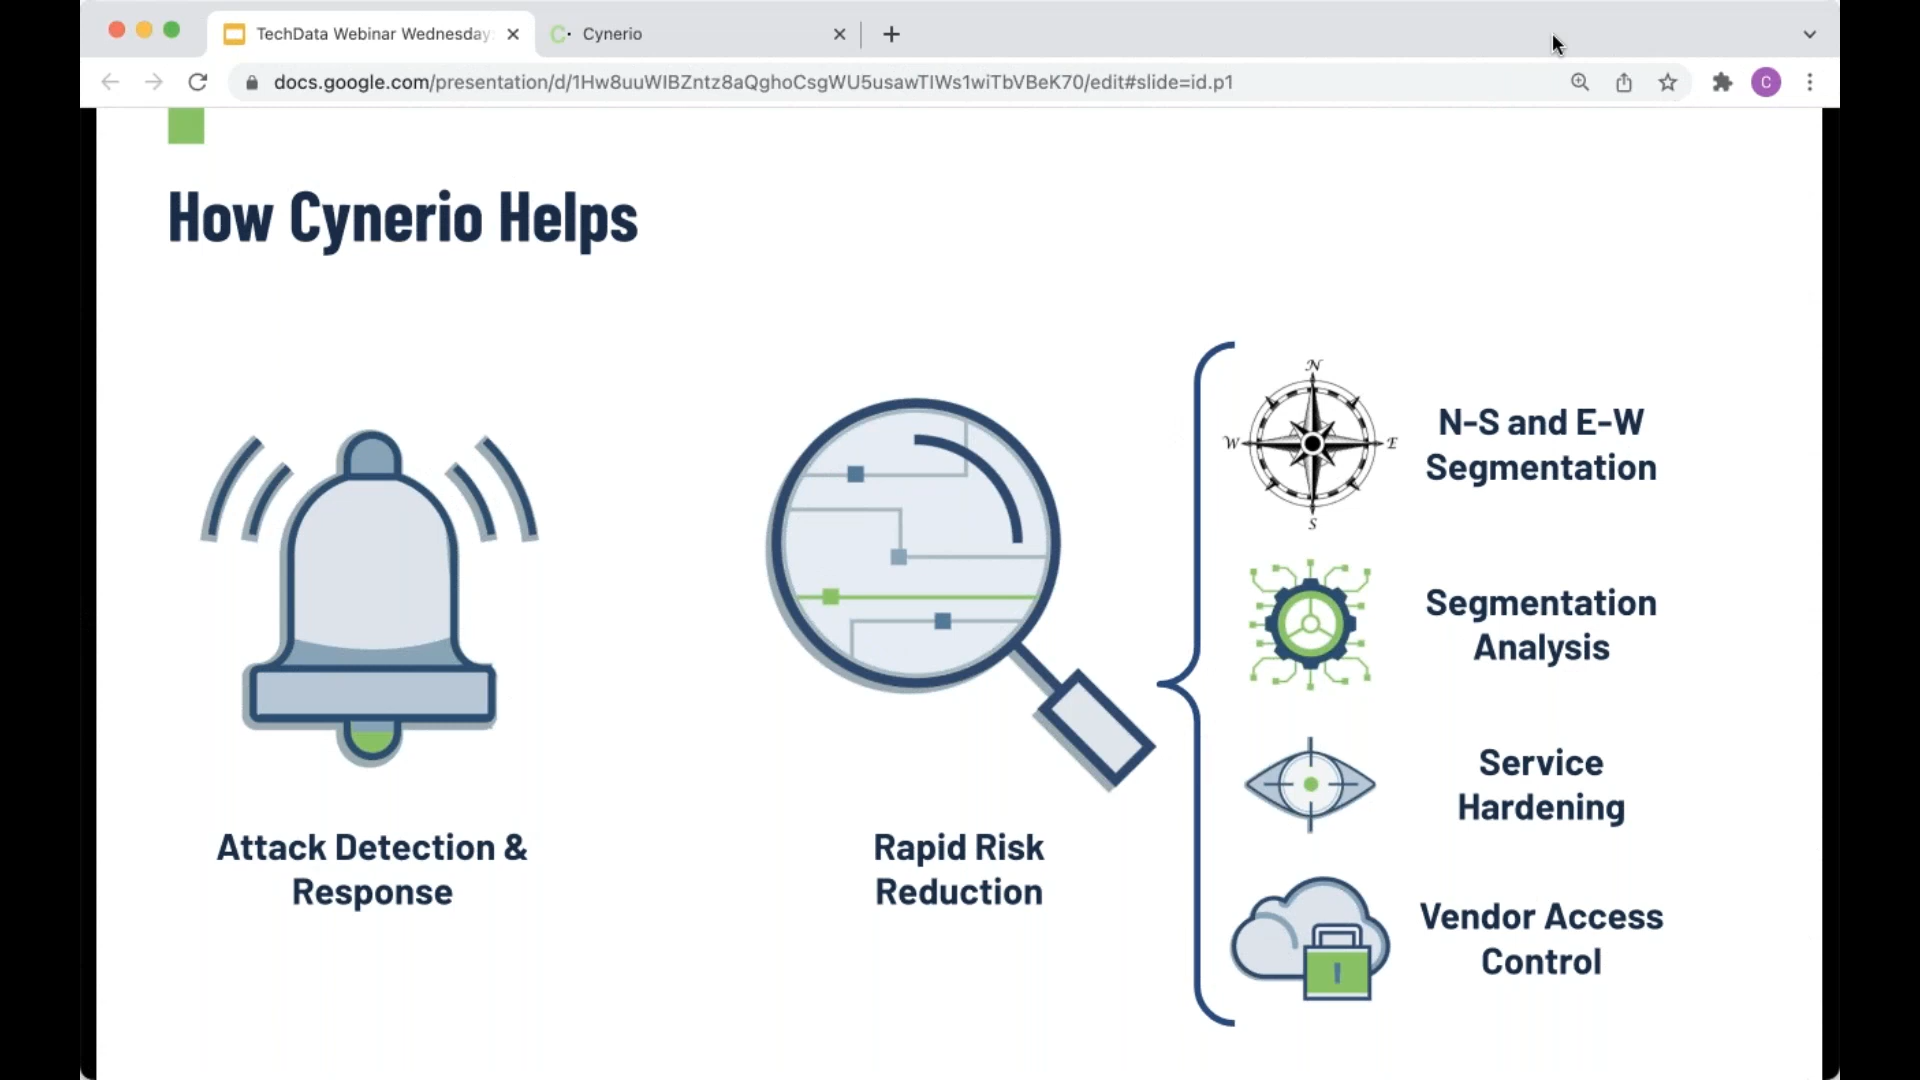 TechData Webinar Wednesday
Cynerio
docs.google.com/presentation/d/1Hw8uuWIBZntz8aQghoCsgWU5usawTIWs1wiTbVBeK70/edit#slide=id.p1
C
How Cynerio Helps
N
W
E
S
N-S and E-W
Segmentation
Segmentation
Analysis
Service
Hardening
Attack Detection &
Response
Rapid Risk
Reduction
Vendor Access
Control